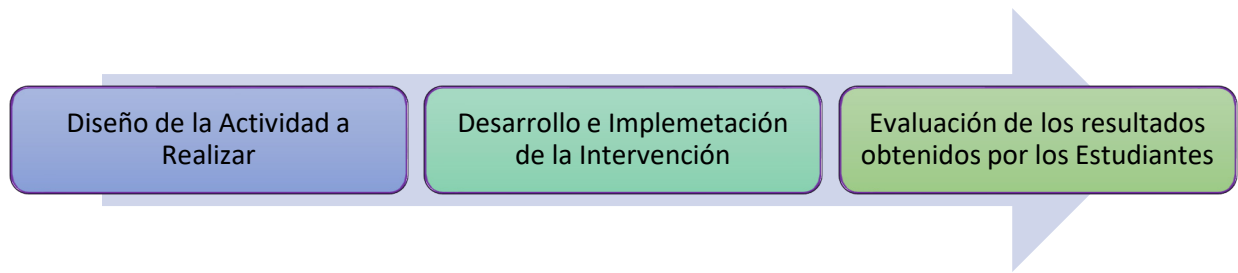 Diseño de la Actividad a
Realizar
Desarrollo e Implemetación
de la Intervención
Evaluación de los resultados
obtenidos por los Estudiantes